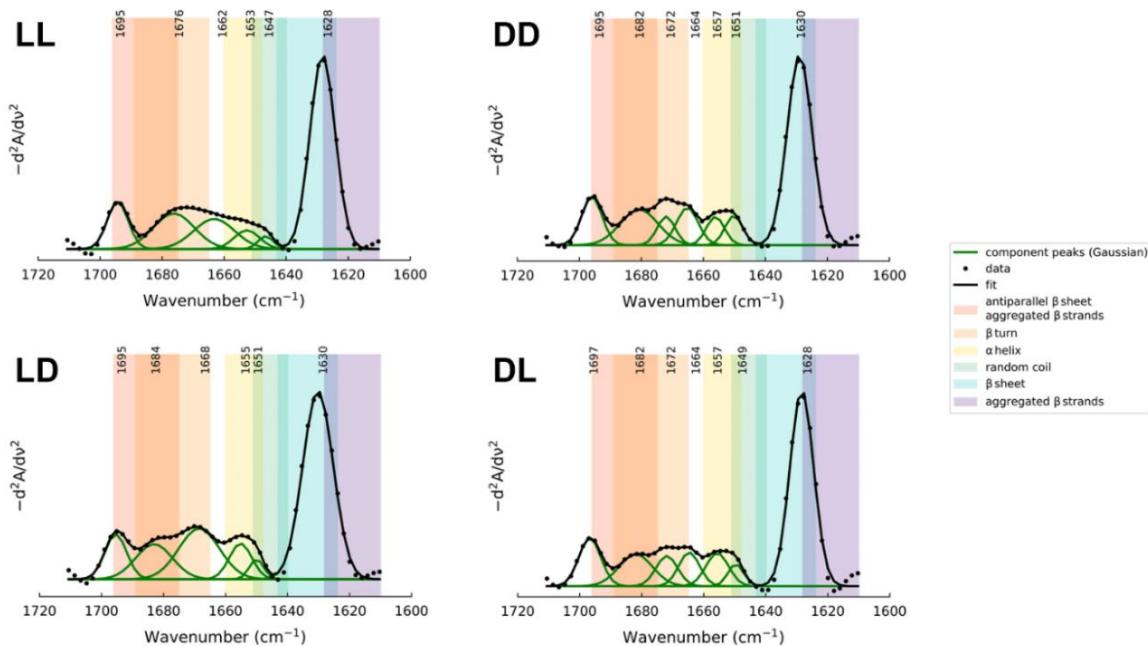 LL
1695
1676
1662
1653
1647
1628
−d²A/dν²
1720 1700 1680 1660 1640 1620 1600
Wavenumber (cm⁻¹)
DD
1695
1682
1672
1664
1657
1651
1630
−d²A/dν²
1720 1700 1680 1660 1640 1620 1600
Wavenumber (cm⁻¹)
LD
1695
1684
1668
1655
1651
1630
−d²A/dν²
1720 1700 1680 1660 1640 1620 1600
Wavenumber (cm⁻¹)
DL
1697
1682
1672
1664
1657
1649
1628
−d²A/dν²
1720 1700 1680 1660 1640 1620 1600
Wavenumber (cm⁻¹)
component peaks (Gaussian)
data
fit
antiparallel β sheet
aggregated β strands
β turn
α helix
random coil
β sheet
aggregated β strands